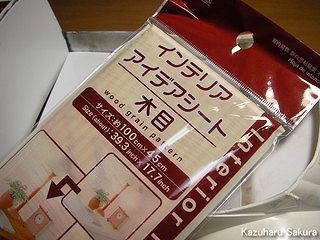 インテリア
アイデアシート
木目
wood grain pattern
サイズ:約100cm×45cm
Size (about): 39.3 inch×17.7 inch
Interior
Kazuharu Sakura